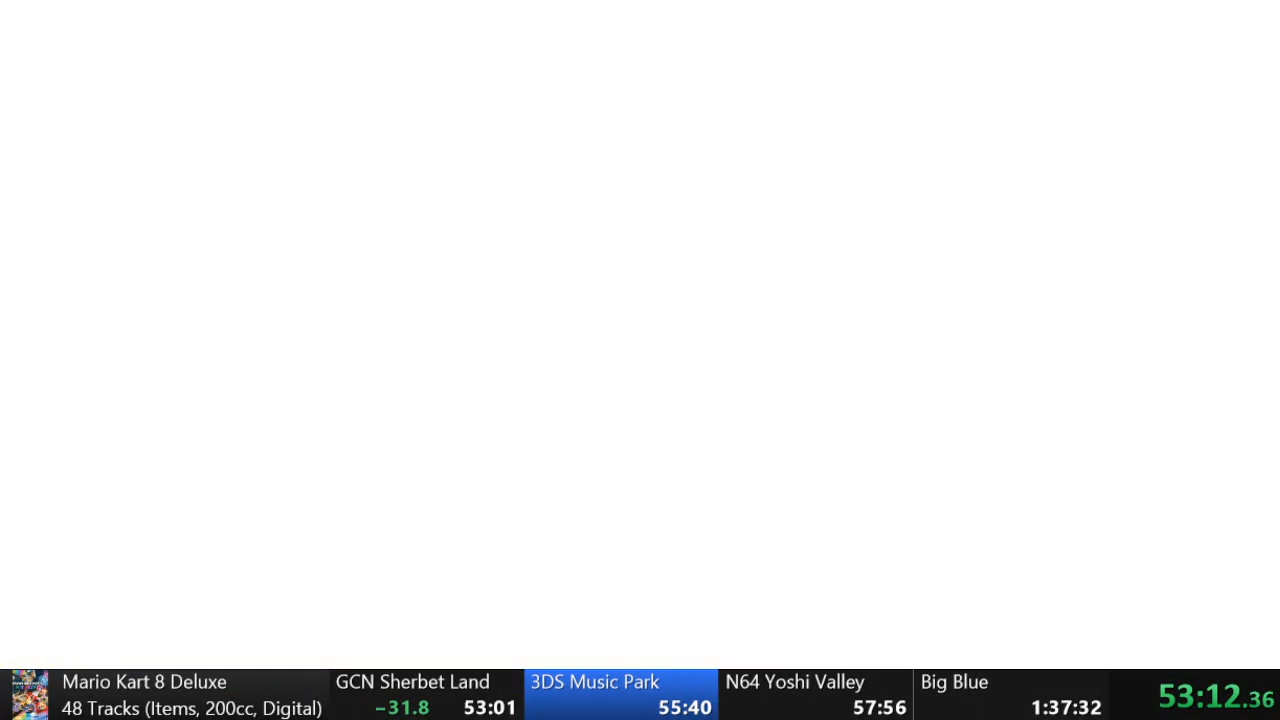 Mario Kart 8 Deluxe
48 Tracks (Items, 200cc, Digital)
GCN Sherbet Land
−31.8 53:01
3DS Music Park
55:40
N64 Yoshi Valley
57:56
Big Blue
1:37:32
53:12.36